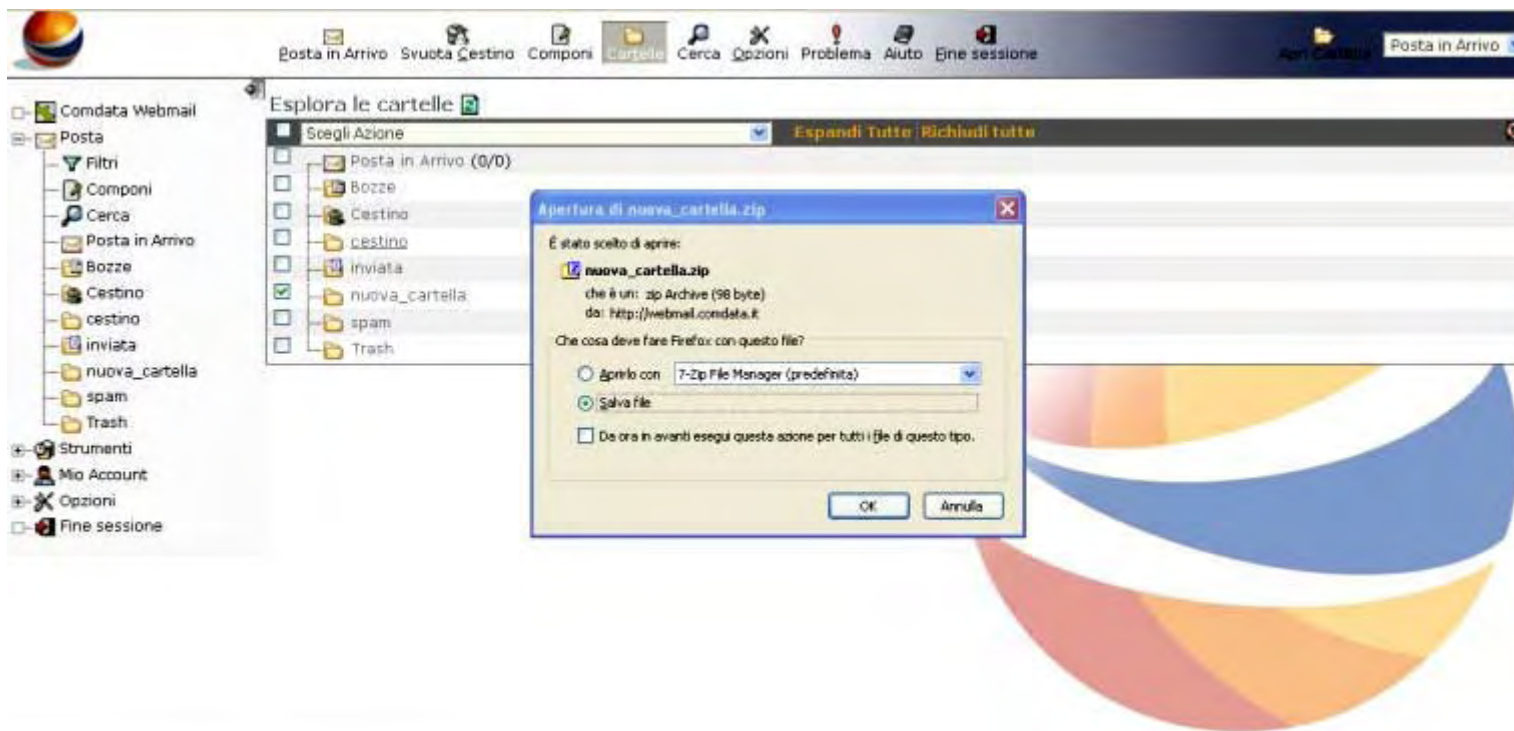 Posta in Arrivo Svuota Cestino Componi Cartelle Cerca Opzioni Problema Aiuto Fine sessione Apri Cartella Posta in Arrivo
Comdata Webmail
Posta
Filtri
Componi
Cerca
Posta in Arrivo
Bozze
Cestino
cestino
inviata
nuova_cartella
spam
Trash
Strumenti
Mio Account
Opzioni
Fine sessione
Esplora le cartelle
Scegli Azione Espandi Tutte Richiudi tutte
Posta in Arrivo (0/0)
Bozze
Cestino
cestino
inviata
nuova_cartella
spam
Trash
Apertura di nuova_cartella.zip
È stato scelto di aprire:
nuova_cartella.zip
che è un: zip Archive (98 byte)
da: http://webmail.comdata.it
Che cosa deve fare Firefox con questo file?
Aprirlo con 7-Zip File Manager (predefinita)
Salva file
Da ora in avanti esegui questa azione per tutti i file di questo tipo.
OK Annulla